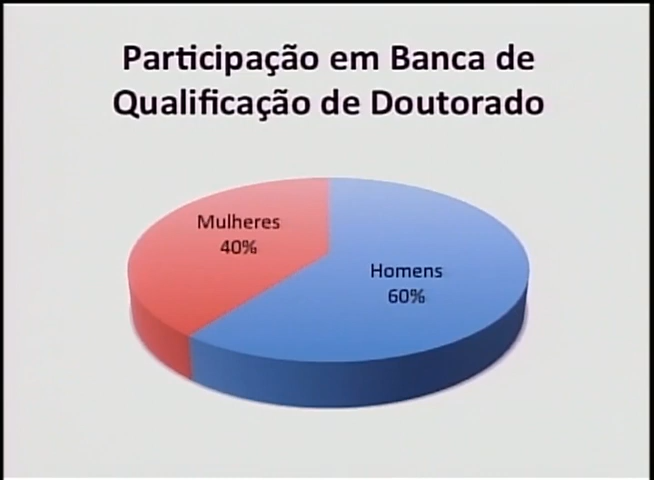 Participação em Banca de
Qualificação de Doutorado
Mulheres
40%
Homens
60%